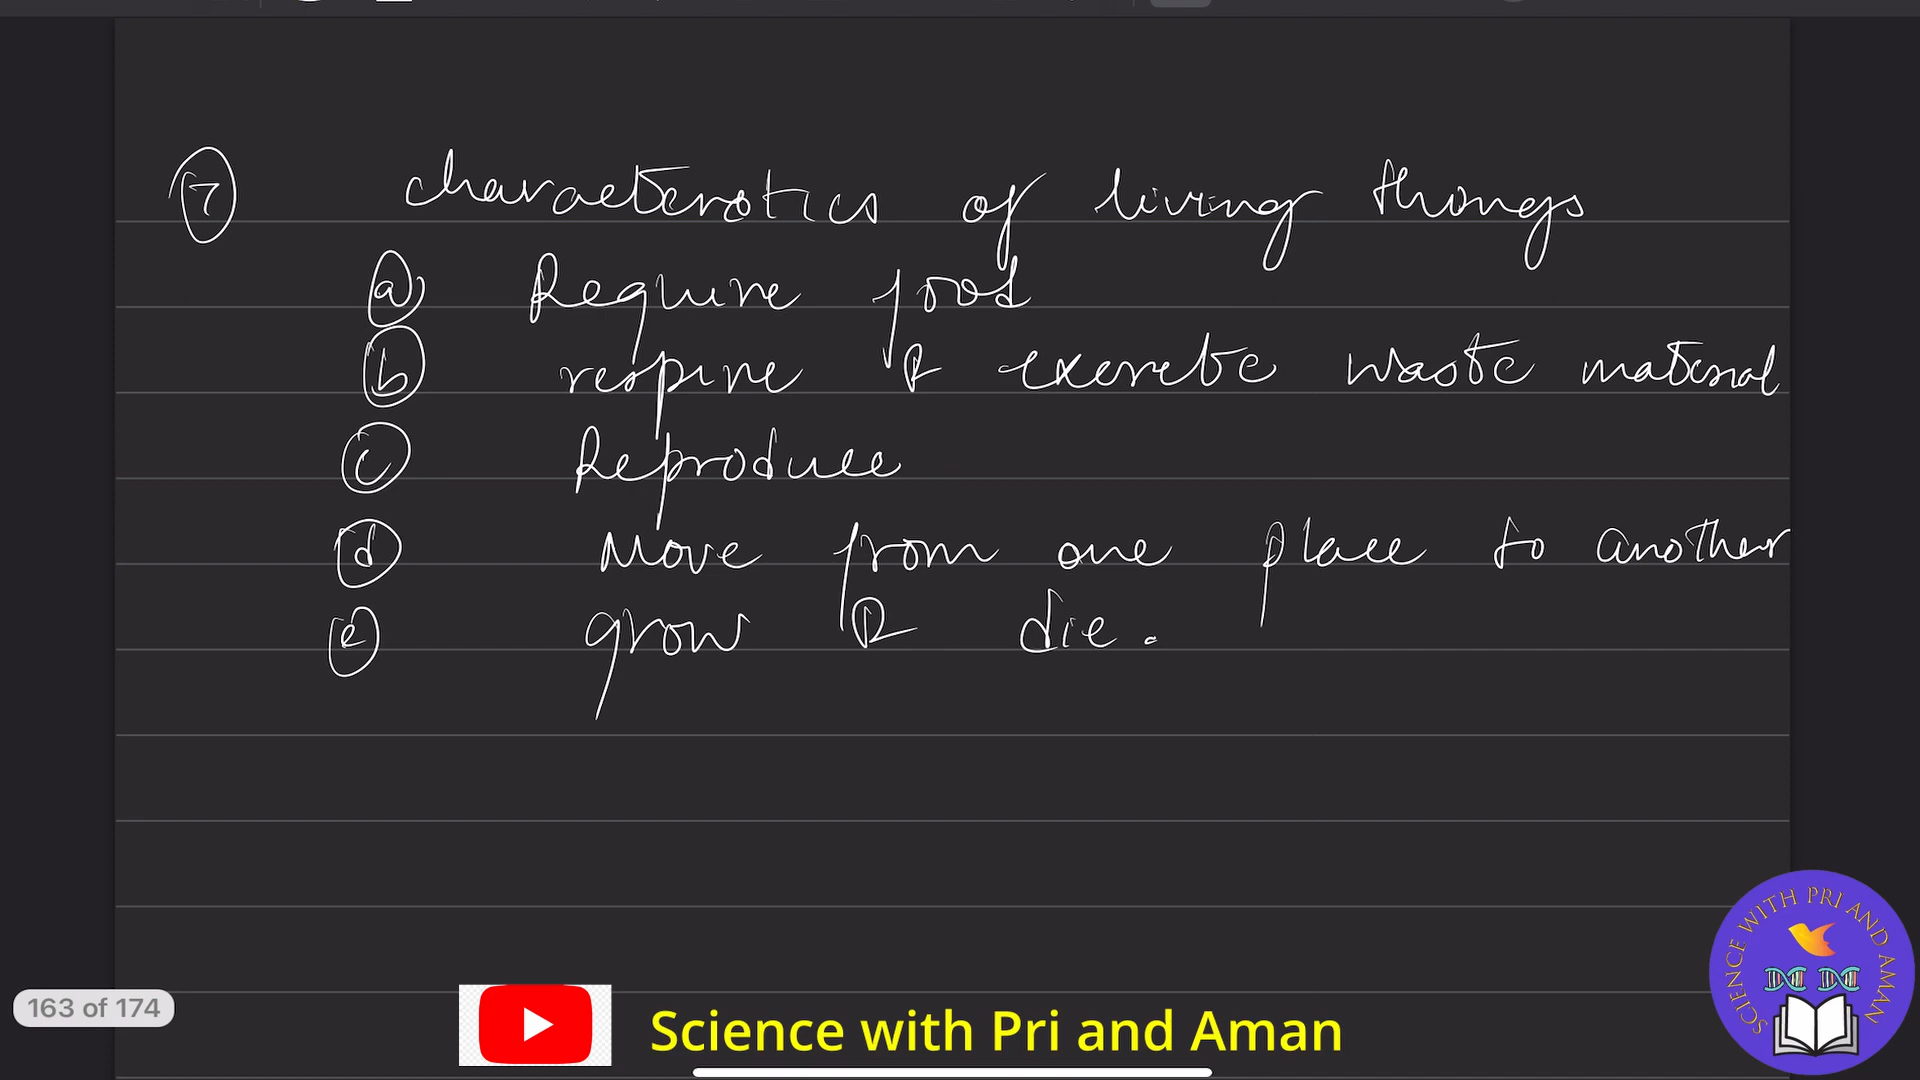 7 characteristics of living things
a Require food
b respire & excrete waste material
c Reproduce
d Move from one place to another
e grow & die.
163 of 174
Science with Pri and Aman
SCIENCE WITH PRI AND AMAN